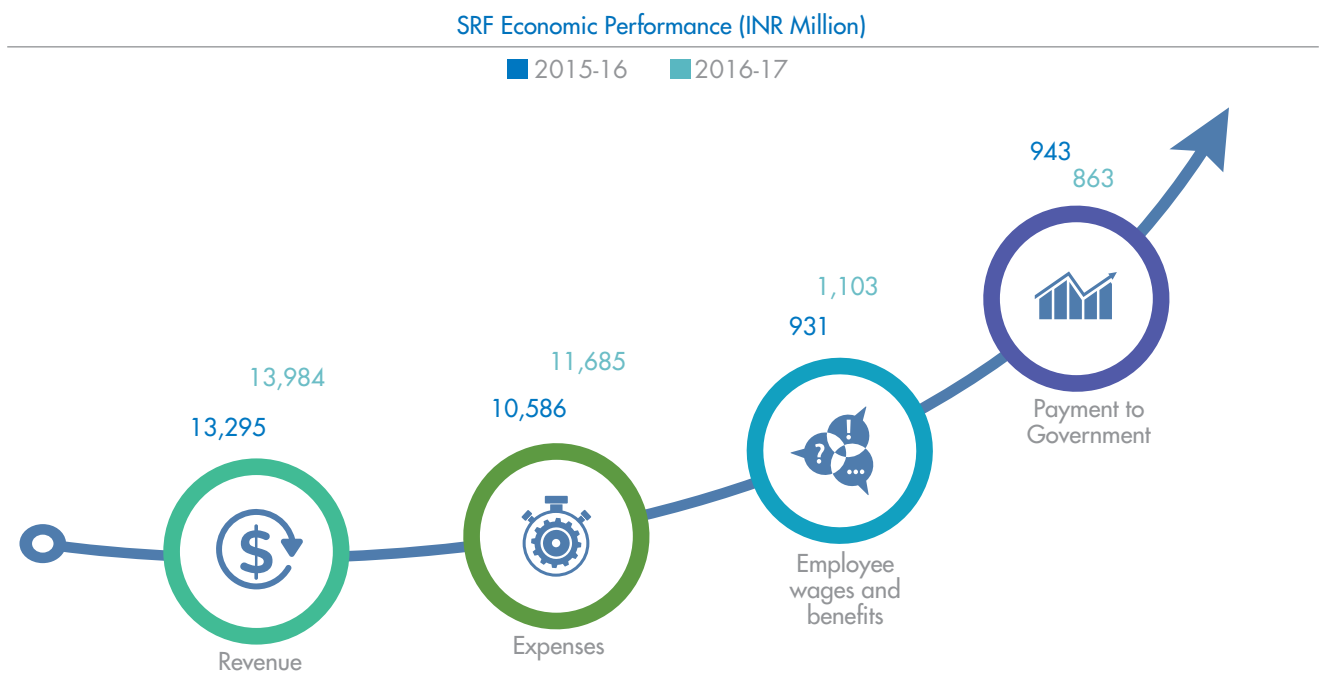 SRF Economic Performance (INR Million)
2015-16 2016-17
13,295
13,984
Revenue
10,586
11,685
Expenses
931
1,103
Employee
wages and
benefits
943
863
Payment to
Government
$
?
!
...